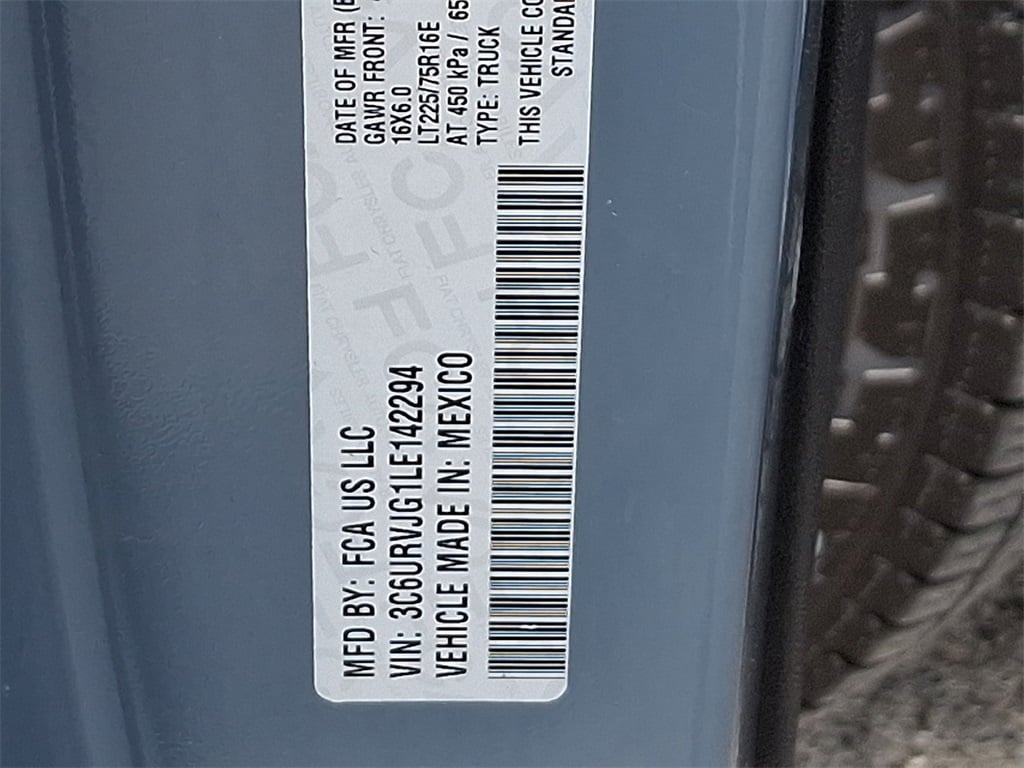 MFD BY: FCA US LLC
VIN: 3C6URVJG1LE142294
VEHICLE MADE IN: MEXICO
DATE OF MFR
GAWR FRONT:
16X6.0
LT225/75R16E
AT 450 kPa / 65
TYPE: TRUCK
THIS VEHICLE